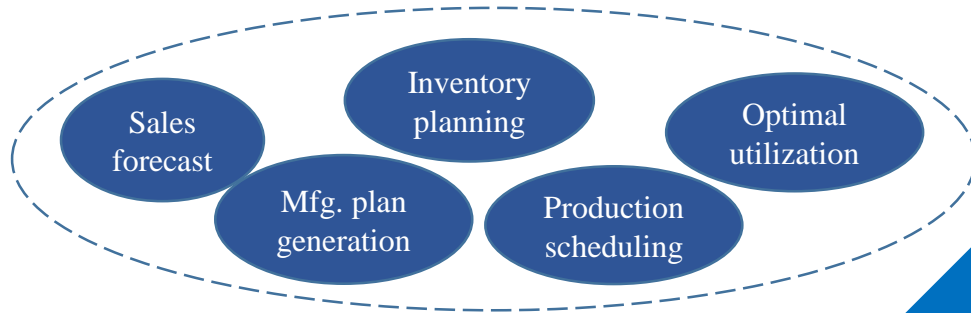 Sales
forecast
Mfg. plan
generation
Inventory
planning
Production
scheduling
Optimal
utilization